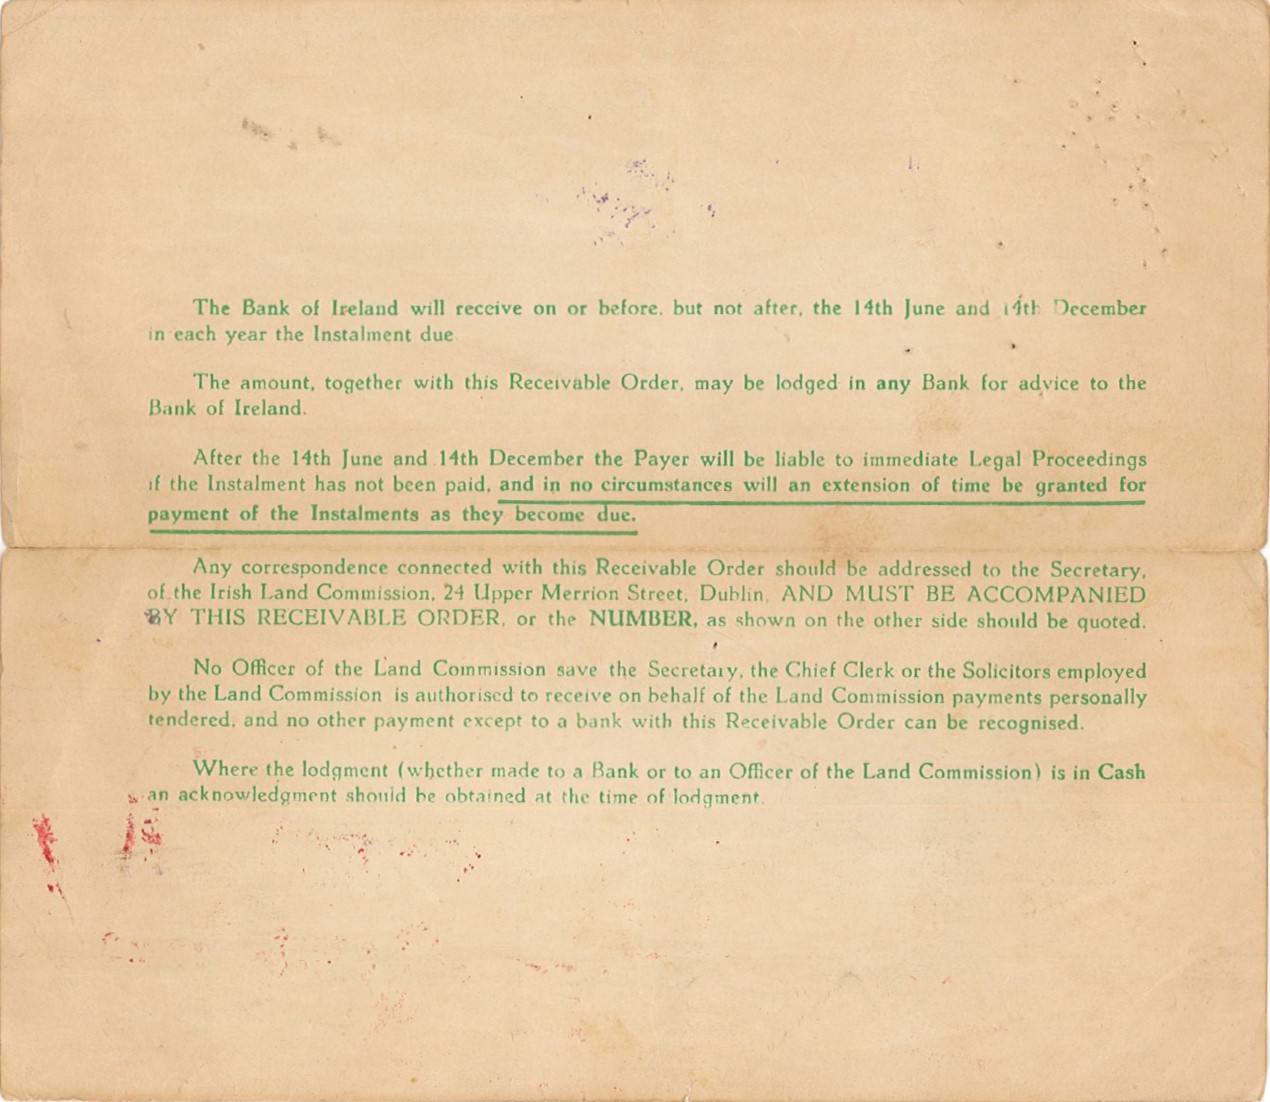 The Bank of Ireland will receive on or before, but not after, the 14th June and 14th December
in each year the Instalment due
The amount, together with this Receivable Order, may be lodged in any Bank for advice to the
Bank of Ireland.
After the 14th June and 14th December the Payer will be liable to immediate Legal Proceedings
if the Instalment has not been paid, and in no circumstances will an extension of time be granted for
payment of the Instalments as they become due.
Any correspondence connected with this Receivable Order should be addressed to the Secretary,
of the Irish Land Commission, 24 Upper Merrion Street, Dublin, AND MUST BE ACCOMPANIED
BY THIS RECEIVABLE ORDER, or the NUMBER, as shown on the other side should be quoted.
No Officer of the Land Commission save the Secretary, the Chief Clerk or the Solicitors employed
by the Land Commission is authorised to receive on behalf of the Land Commission payments personally
tendered, and no other payment except to a bank with this Receivable Order can be recognised.
Where the lodgment (whether made to a Bank or to an Officer of the Land Commission) is in Cash
an acknowledgment should be obtained at the time of lodgment.